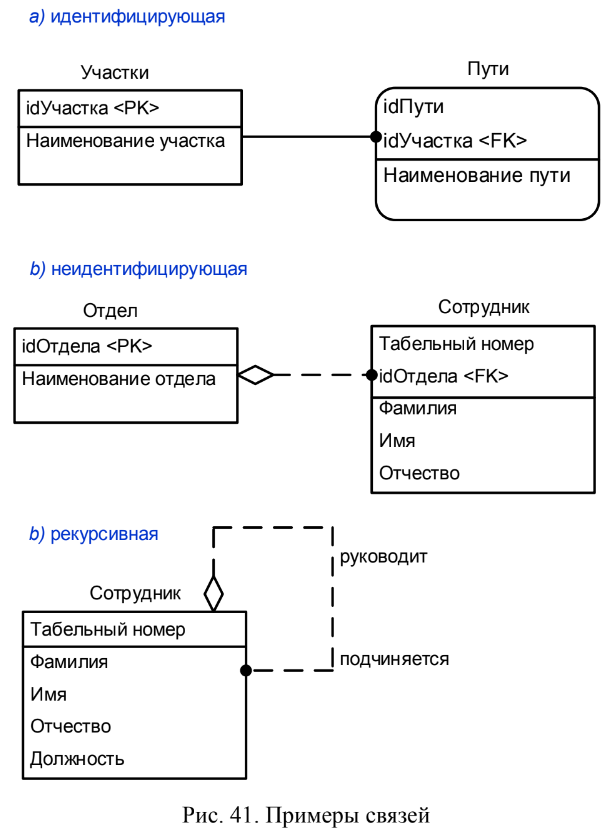 a) идентифицирующая
Участки
Пути
idУчастка <PK>
Наименование участка
idПути
idУчастка <FK>
Наименование пути
b) неидентифицирующая
Отдел
Сотрудник
idОтдела <PK>
Наименование отдела
Табельный номер
idОтдела <FK>
Фамилия
Имя
Отчество
b) рекурсивная
руководит
Сотрудник
Табельный номер
Фамилия
подчиняется
Имя
Отчество
Должность
Рис. 41. Примеры связей